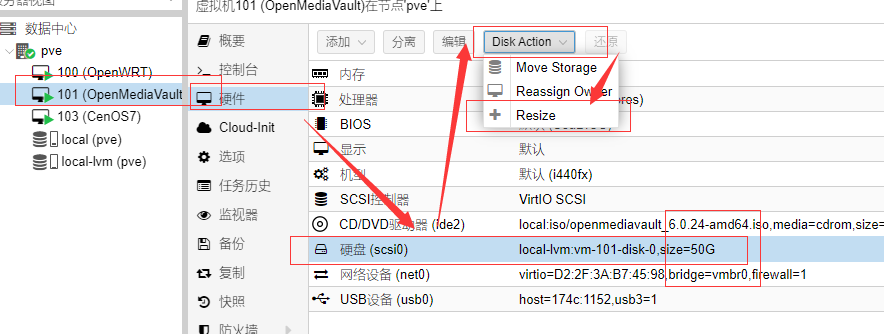 虚拟机101 (OpenMediaVault)在节点'pve'上
数据中心
pve
100 (OpenWRT)
101 (OpenMediaVault
103 (CenOS7)
local (pve)
local-lvm (pve)
概要
控制台
硬件
Cloud-Init
选项
任务历史
监视器
备份
复制
快照
防火墙
添加 分离 编辑 Disk Action 还原
Move Storage
Reassign Owner
Resize
内存
处理器
BIOS
显示 默认
机型 默认 (i440fx)
SCSI控制器 VirtIO SCSI
CD/DVD驱动器 (ide2) local:iso/openmediavault_6.0.24-amd64.iso,media=cdrom,size=
硬盘 (scsi0) local-lvm:vm-101-disk-0,size=50G
网络设备 (net0) virtio=D2:2F:3A:B7:45:98,bridge=vmbr0,firewall=1
USB设备 (usb0) host=174c:1152,usb3=1